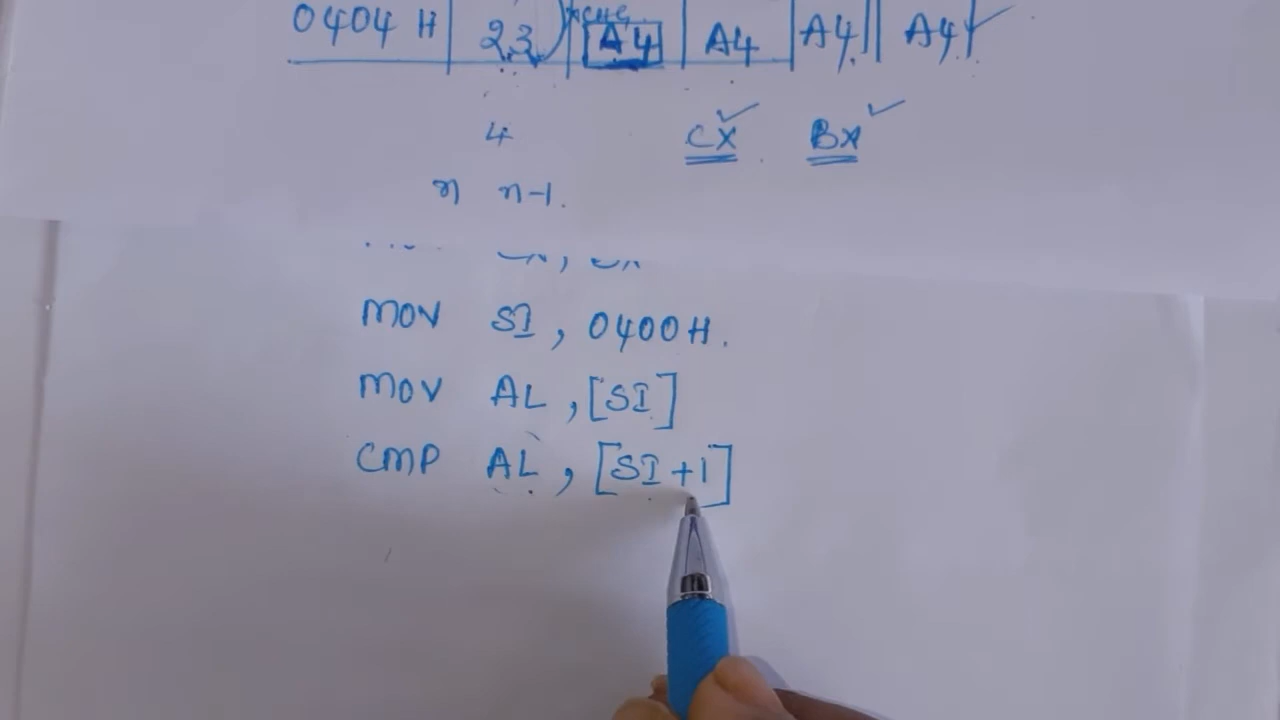 0404 H 23 A4 A4 A4 A4
4 CX BX
n n-1.
MOV SI, 0400H.
MOV AL, [SI]
CMP AL, [SI+1]